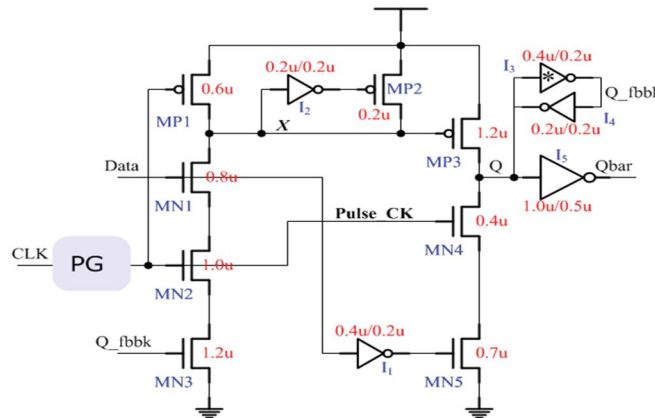 0.4u/0.2u
I3
*
Q_fbbk
I4
0.2u/0.2u
0.2u/0.2u
I2
MP2
0.2u
0.6u
MP1
X
1.2u
MP3
Q
I5
Qbar
1.0u/0.5u
Data
0.8u
MN1
Pulse CK
0.4u
MN4
CLK
PG
1.0u
MN2
Q_fbbk
1.2u
MN3
0.4u/0.2u
I1
0.7u
MN5